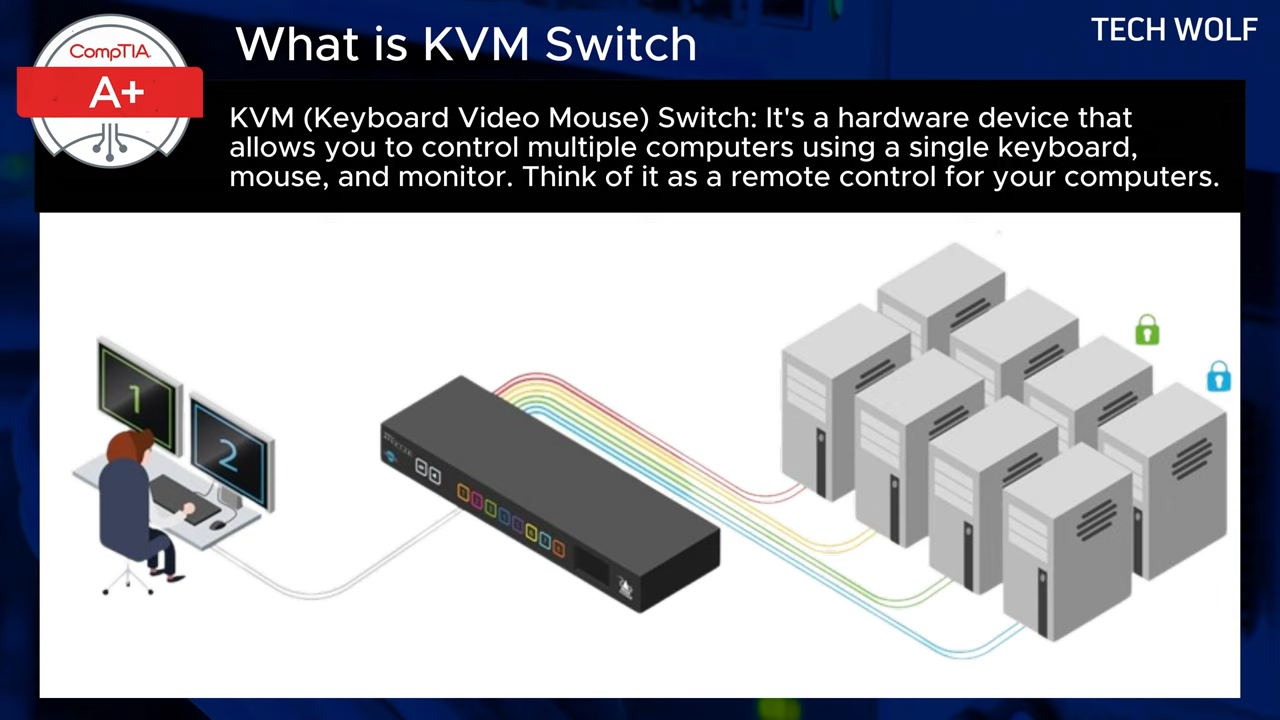 CompTIA.
A+
What is KVM Switch
TECH WOLF
KVM (Keyboard Video Mouse) Switch: It's a hardware device that
allows you to control multiple computers using a single keyboard,
mouse, and monitor. Think of it as a remote control for your computers.
1
2